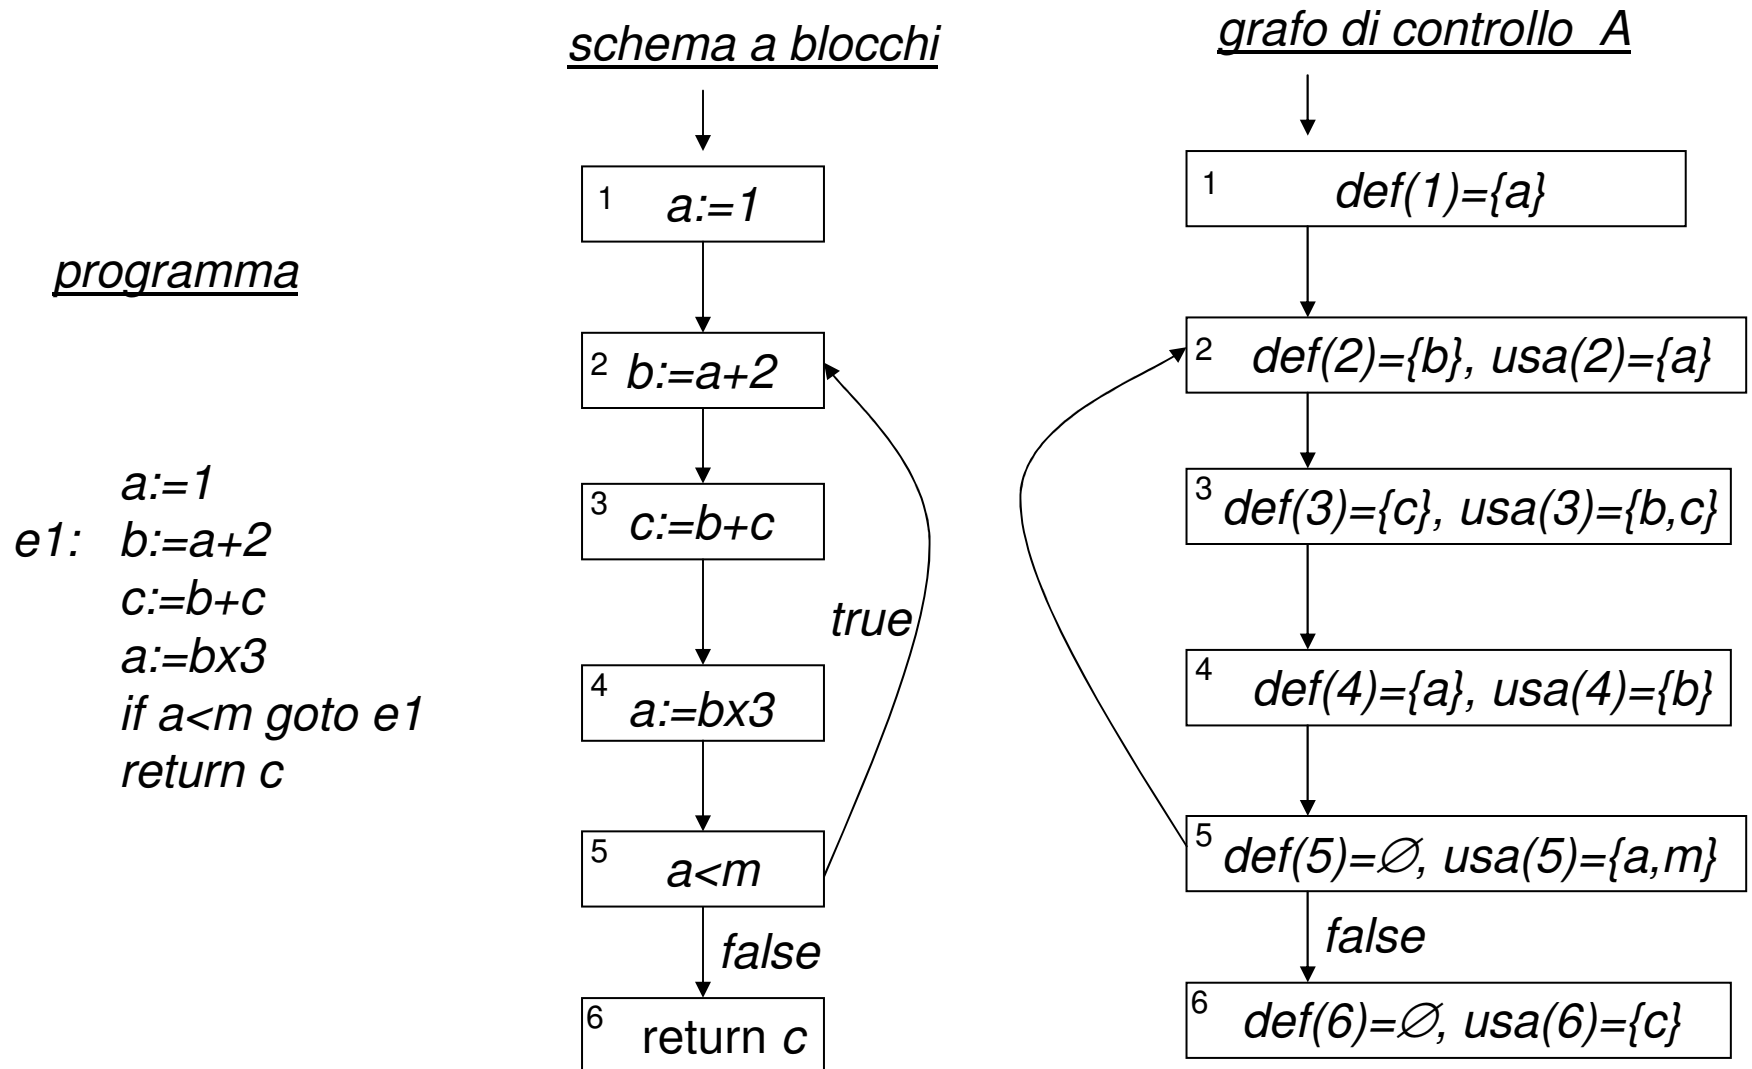 programma
a:=1
e1: b:=a+2
c:=b+c
a:=bx3
if a<m goto e1
return c
schema a blocchi
1 a:=1
2 b:=a+2
3 c:=b+c
4 a:=bx3
5 a<m
true
false
6 return c
grafo di controllo A
1 def(1)={a}
2 def(2)={b}, usa(2)={a}
3 def(3)={c}, usa(3)={b,c}
4 def(4)={a}, usa(4)={b}
5 def(5)=∅, usa(5)={a,m}
false
6 def(6)=∅, usa(6)={c}